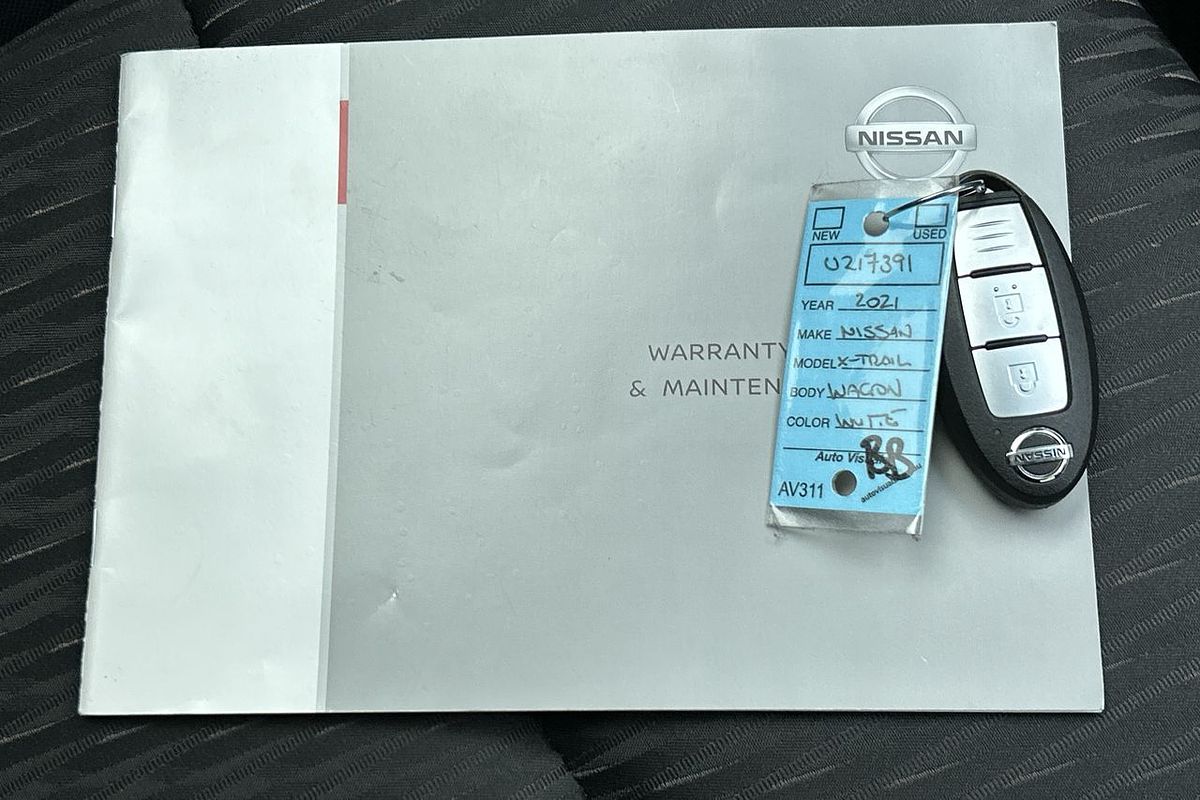 NISSAN
NEW USED
U217391
YEAR 2021
MAKE NISSAN
WARRANTY
MODEL X-TRAIL
& MAINTEN
BODY WAGON
COLOR WHITE
Auto Vis
BB
AV311
NISSAN